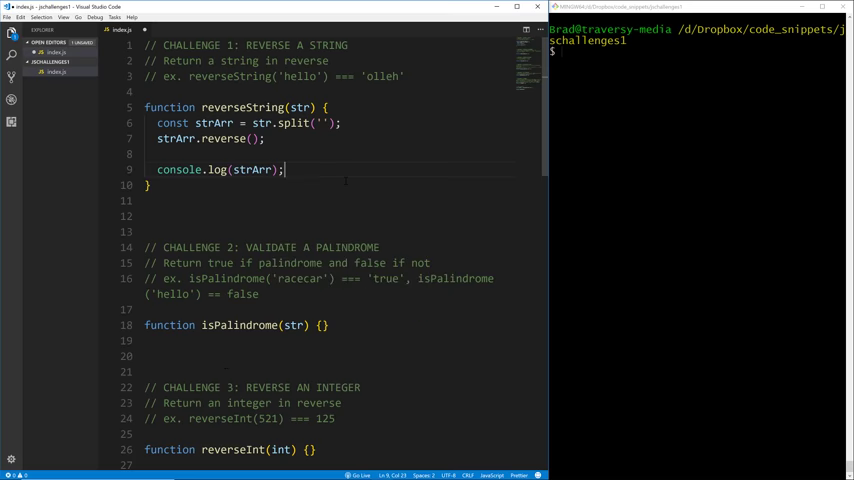 index.js - jschallenges1 - Visual Studio Code
File Edit Selection View Go Debug Tasks Help
OPEN EDITORS 1 UNSAVED
index.js
JSCHALLENGES1
index.js
index.js
1 // CHALLENGE 1: REVERSE A STRING
2 // Return a string in reverse
3 // ex. reverseString('hello') === 'olleh'
4
5 function reverseString(str) {
6 const strArr = str.split('');
7 strArr.reverse();
8
9 console.log(strArr);
10 }
11
12
13
14 // CHALLENGE 2: VALIDATE A PALINDROME
15 // Return true if palindrome and false if not
16 // ex. isPalindrome('racecar') === 'true', isPalindrome
('hello') == false
17
18 function isPalindrome(str) {}
19
20
21
22 // CHALLENGE 3: REVERSE AN INTEGER
23 // Return an integer in reverse
24 // ex. reverseInt(521) === 125
25
26 function reverseInt(int) {}
27
0 0 Go Live Ln 9, Col 23 Spaces: 2 UTF-8 CRLF JavaScript Prettier
MINGW64:/d/Dropbox/code_snippets/jschallenges1
Brad@traversy-media /d/Dropbox/code_snippets/j
schallenges1
$